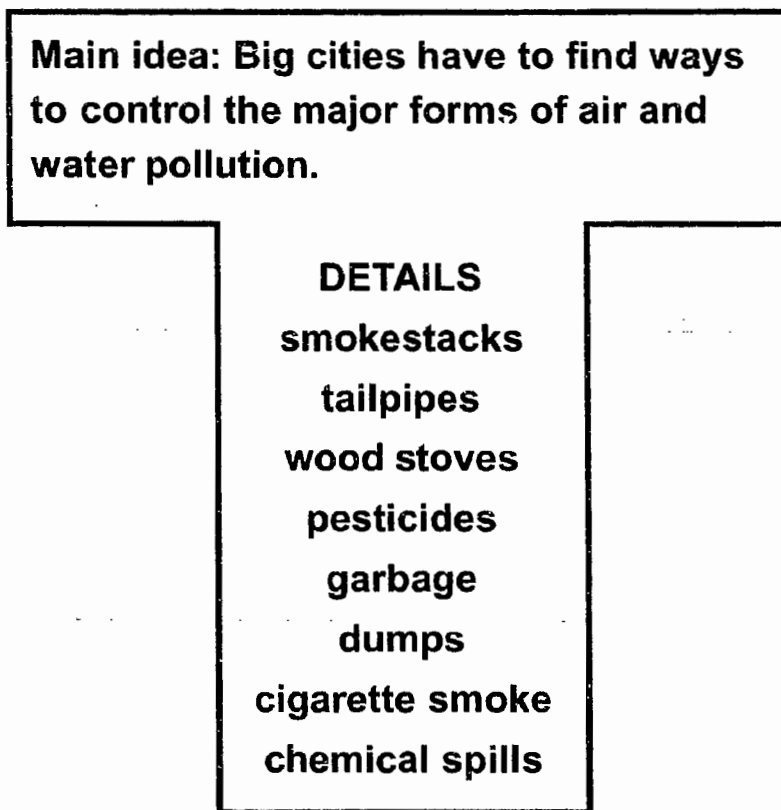 Main idea: Big cities have to find ways
to control the major forms of air and
water pollution.
DETAILS
smokestacks
tailpipes
wood stoves
pesticides
garbage
dumps
cigarette smoke
chemical spills